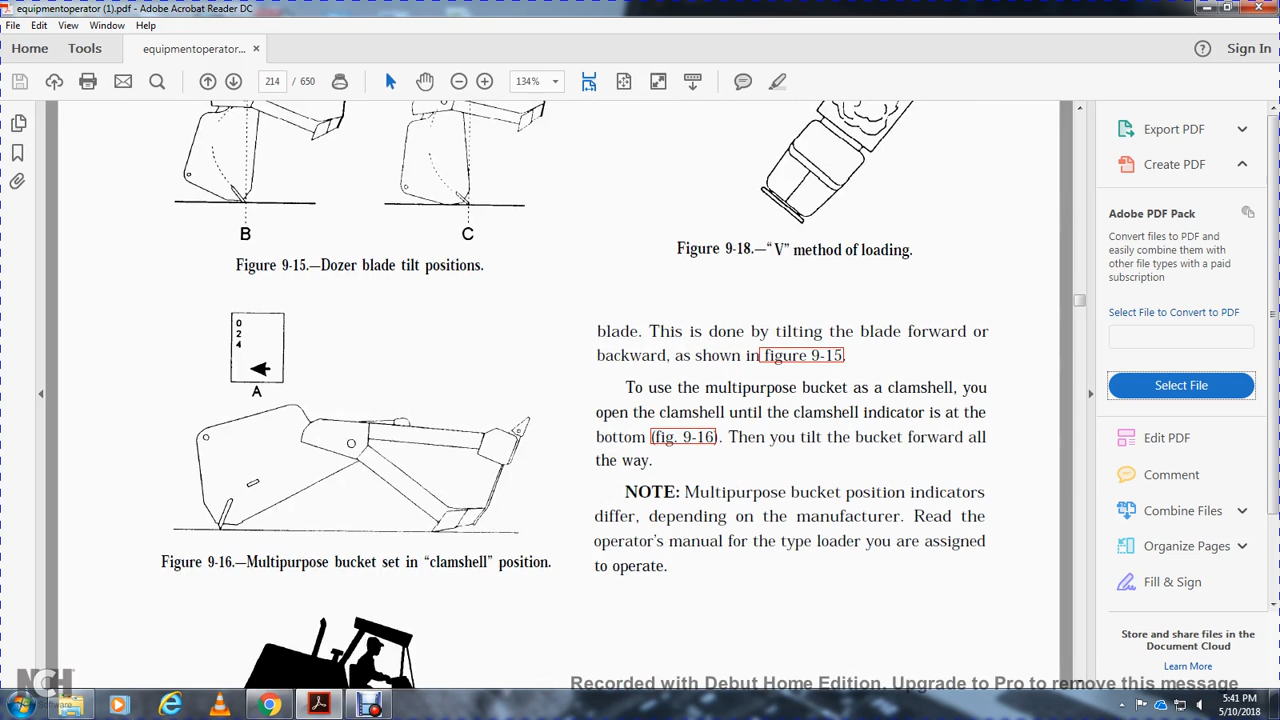 equipmentoperator (1).pdf - Adobe Acrobat Reader DC
File Edit View Window Help
Home Tools equipmentoperator... Sign In
214 / 650 134%
B C
Figure 9-15.—Dozer blade tilt positions.
0
2
4
A
Figure 9-16.—Multipurpose bucket set in “clamshell” position.
Figure 9-18.—“V” method of loading.
blade. This is done by tilting the blade forward or
backward, as shown in figure 9-15.
To use the multipurpose bucket as a clamshell, you
open the clamshell until the clamshell indicator is at the
bottom (fig. 9-16). Then you tilt the bucket forward all
the way.
NOTE: Multipurpose bucket position indicators
differ, depending on the manufacturer. Read the
operator’s manual for the type loader you are assigned
to operate.
Export PDF
Create PDF
Adobe PDF Pack
Convert files to PDF and
easily combine them with
other file types with a paid
subscription
Select File to Convert to PDF
Select File
Edit PDF
Comment
Combine Files
Organize Pages
Fill & Sign
Store and share files in the
Document Cloud
Learn More
NCH
Software
Recorded with Debut Home Edition. Upgrade to Pro to remove this message
5:41 PM
5/10/2018